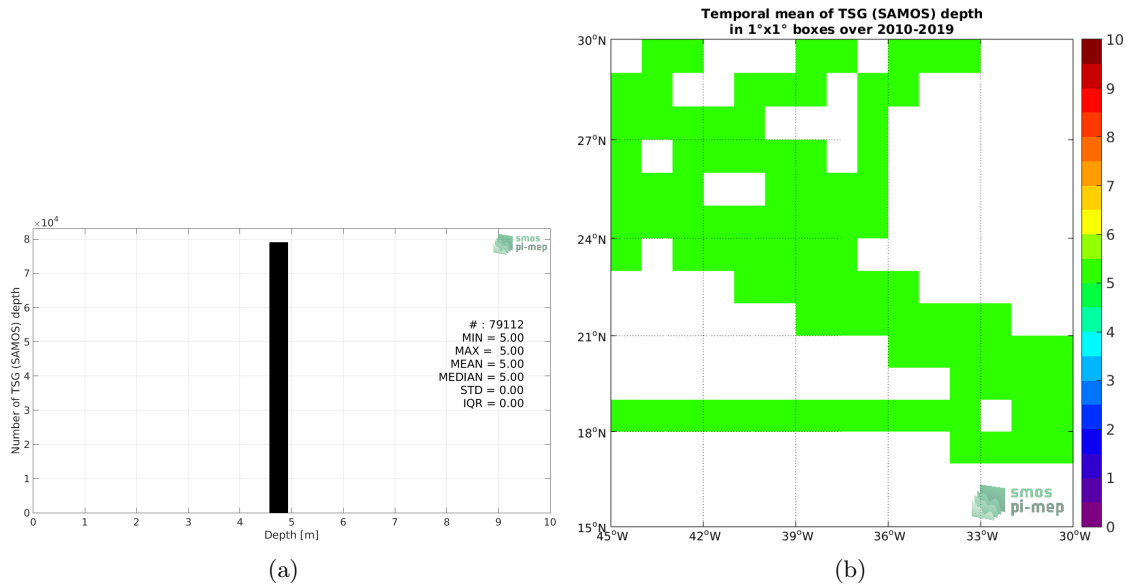 ×10⁴
8
7
6
5
4
3
2
1
0
Number of TSG (SAMOS) depth
smos
pi-mep
# : 79112
MIN = 5.00
MAX = 5.00
MEAN = 5.00
MEDIAN = 5.00
STD = 0.00
IQR = 0.00
0 1 2 3 4 5 6 7 8 9 10
Depth [m]
(a)
Temporal mean of TSG (SAMOS) depth
in 1°x1° boxes over 2010-2019
30°N
27°N
24°N
21°N
18°N
15°N
45°W 42°W 39°W 36°W 33°W 30°W
smos
pi-mep
10
9
8
7
6
5
4
3
2
1
0
(b)